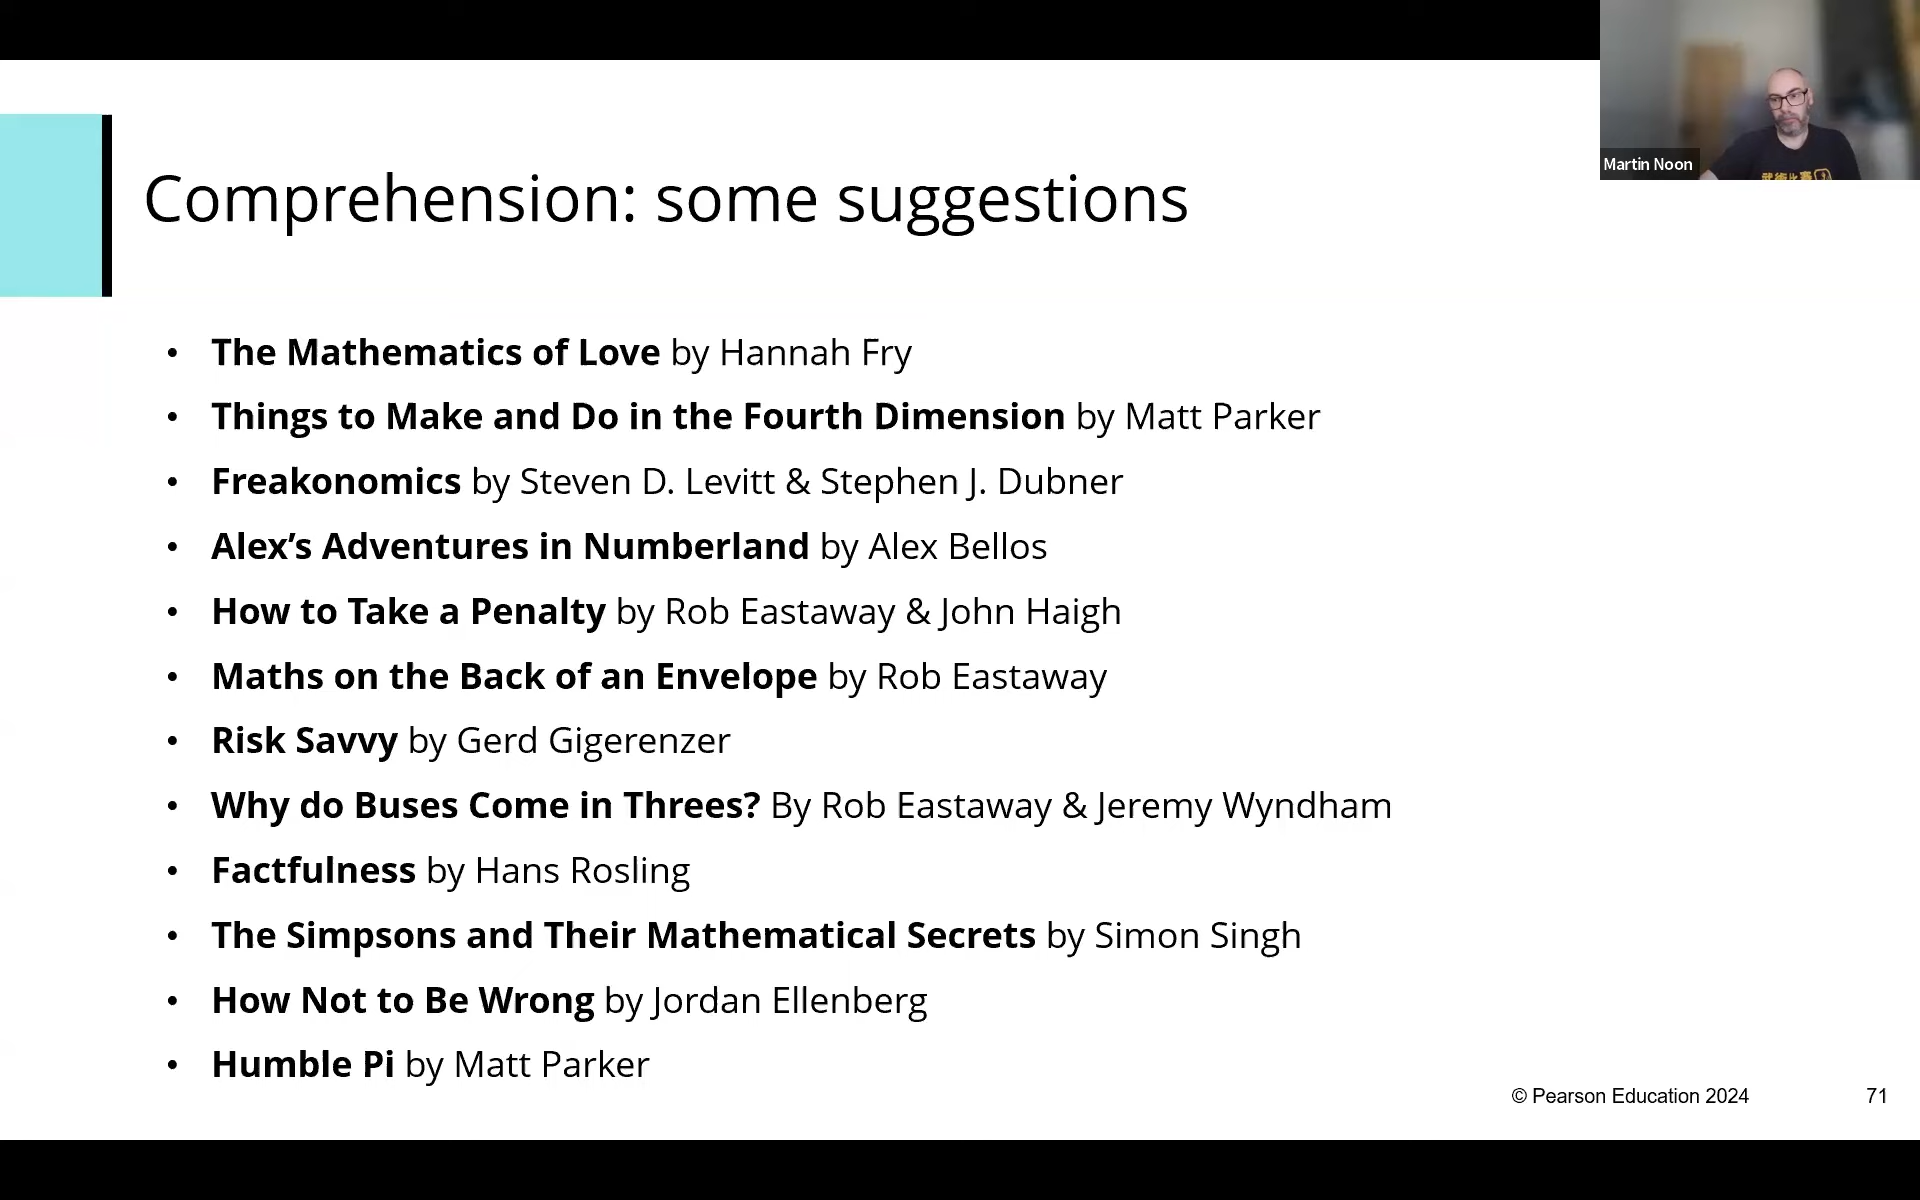 Martin Noon
Comprehension: some suggestions
• The Mathematics of Love by Hannah Fry
• Things to Make and Do in the Fourth Dimension by Matt Parker
• Freakonomics by Steven D. Levitt & Stephen J. Dubner
• Alex’s Adventures in Numberland by Alex Bellos
• How to Take a Penalty by Rob Eastaway & John Haigh
• Maths on the Back of an Envelope by Rob Eastaway
• Risk Savvy by Gerd Gigerenzer
• Why do Buses Come in Threes? By Rob Eastaway & Jeremy Wyndham
• Factfulness by Hans Rosling
• The Simpsons and Their Mathematical Secrets by Simon Singh
• How Not to Be Wrong by Jordan Ellenberg
• Humble Pi by Matt Parker
© Pearson Education 2024
71